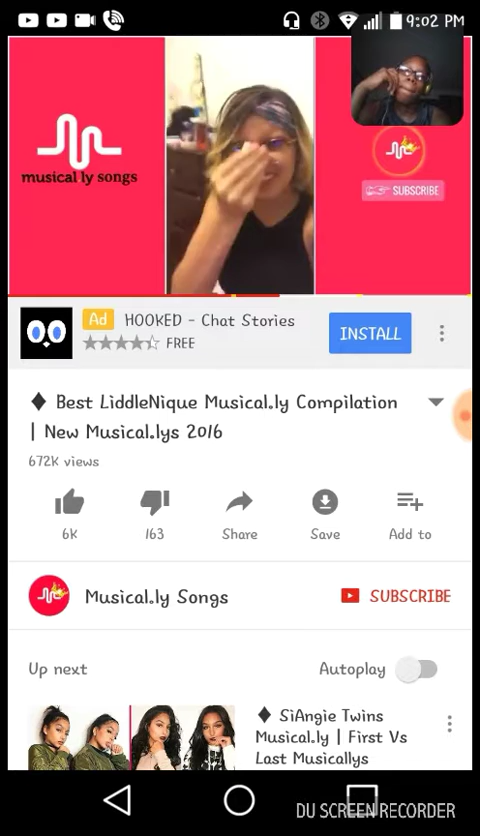 9:02 PM
musical.ly songs
SUBSCRIBE
Ad HOOKED - Chat Stories
FREE
INSTALL
♦ Best LiddleNique Musical.ly Compilation
| New Musical.lys 2016
672K views
6K
163
Share
Save
Add to
Musical.ly Songs
SUBSCRIBE
Up next
Autoplay
♦ SiAngie Twins
Musical.ly | First Vs
Last Musicallys
DU SCREEN RECORDER